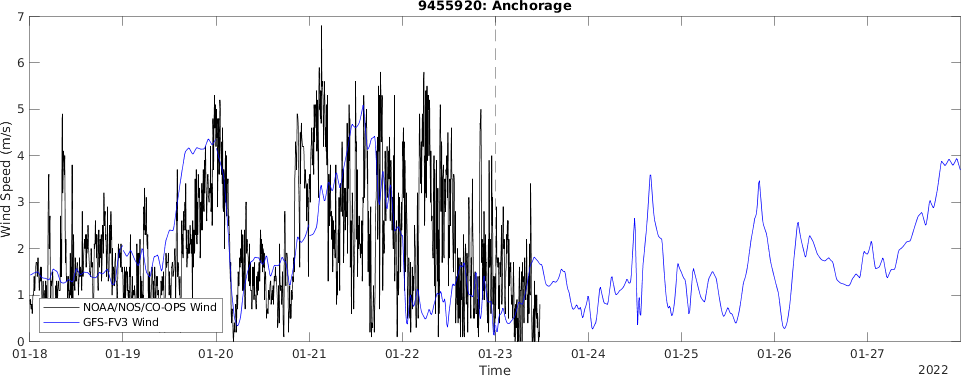 9455920: Anchorage
Wind Speed (m/s)
7
6
5
4
3
2
1
0
NOAA/NOS/CO-OPS Wind
GFS-FV3 Wind
01-18 01-19 01-20 01-21 01-22 01-23 01-24 01-25 01-26 01-27
Time
2022